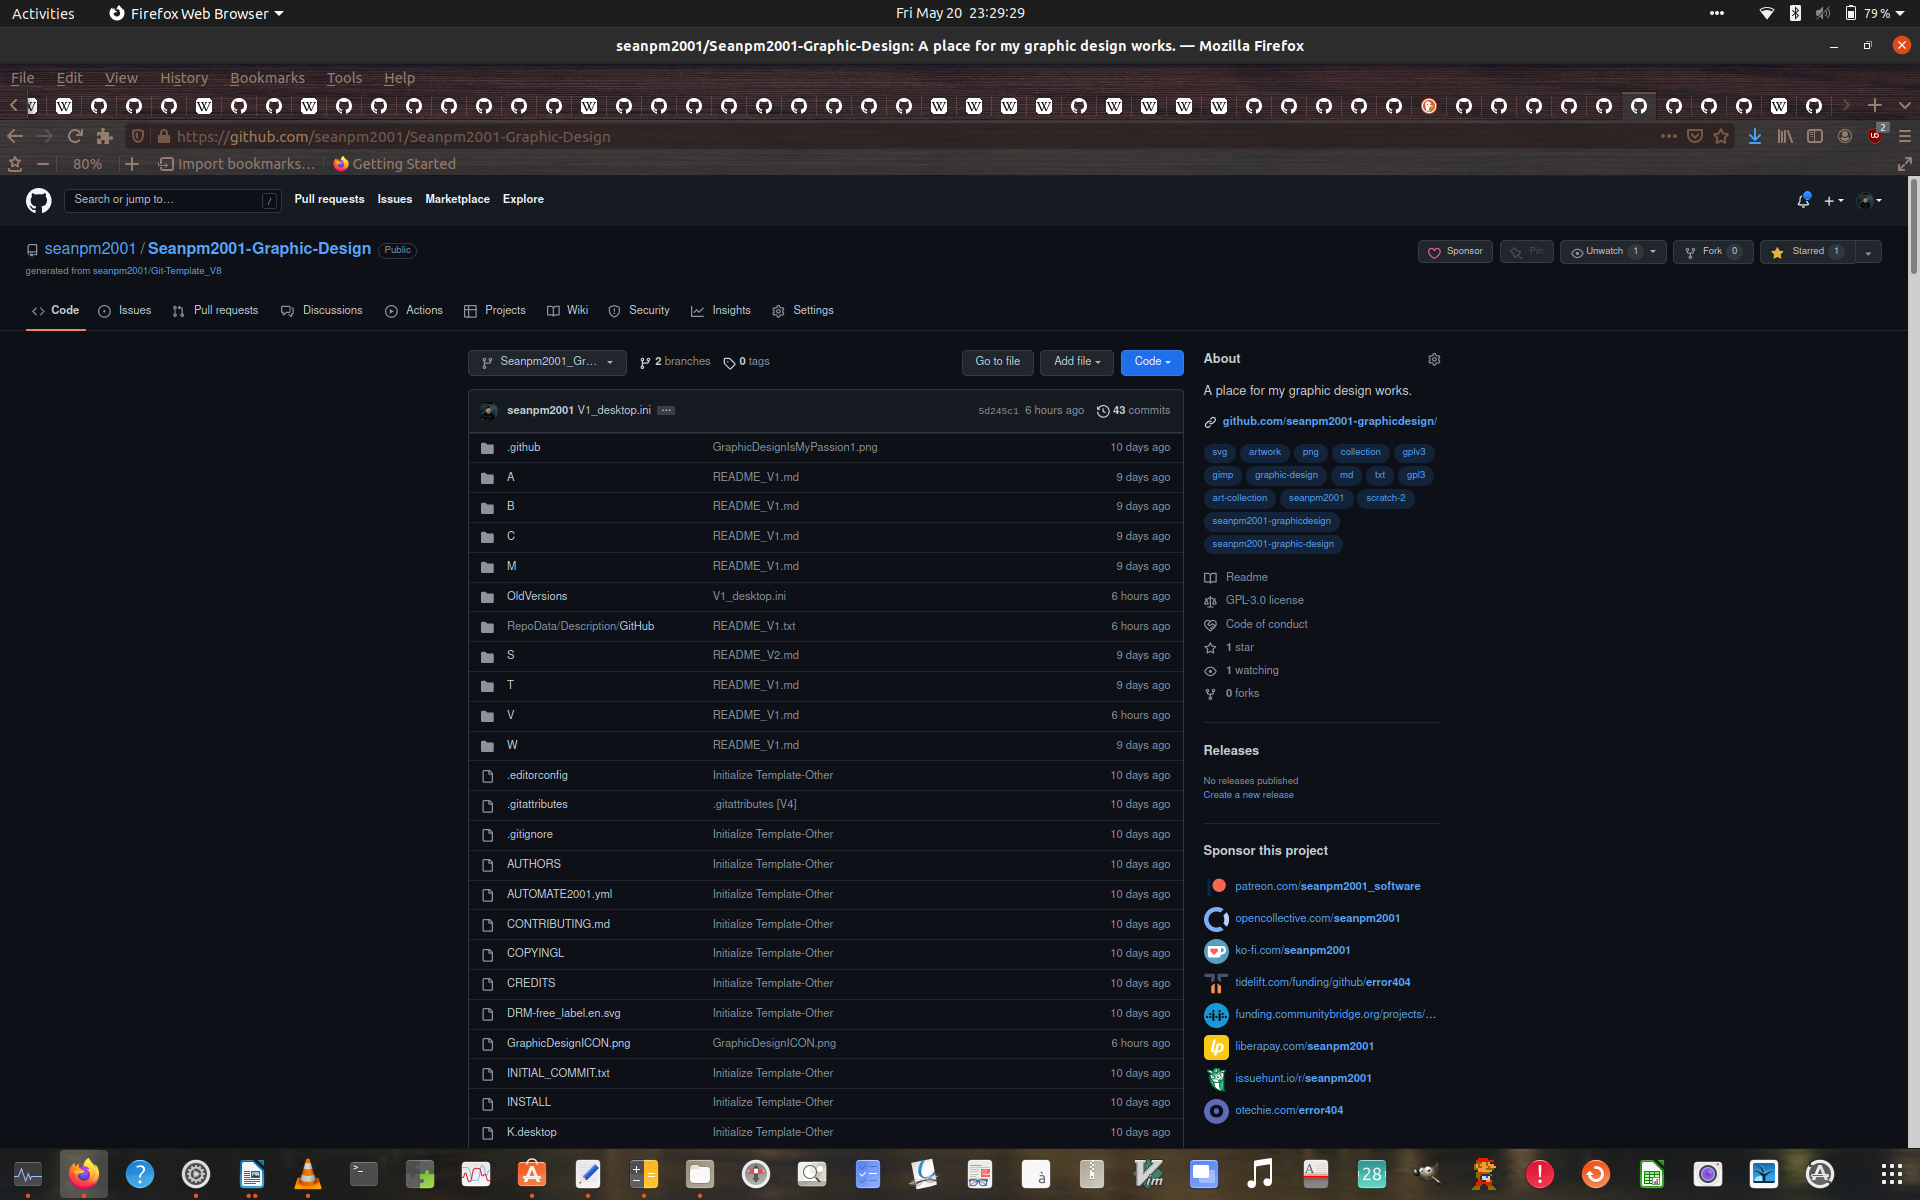 Activities Firefox Web Browser Fri May 20 23:29:29 79 %
seanpm2001/Seanpm2001-Graphic-Design: A place for my graphic design works. — Mozilla Firefox
File Edit View History Bookmarks Tools Help
https://github.com/seanpm2001/Seanpm2001-Graphic-Design 2
80% Import bookmarks... Getting Started
Search or jump to... / Pull requests Issues Marketplace Explore
seanpm2001 / Seanpm2001-Graphic-Design Public Sponsor Pin Unwatch 1 Fork 0 Starred 1
generated from seanpm2001/Git-Template_V8
Code Issues Pull requests Discussions Actions Projects Wiki Security Insights Settings
Seanpm2001_Gr... 2 branches 0 tags Go to file Add file Code
seanpm2001 V1_desktop.ini ... 5d245c1 6 hours ago 43 commits
.github GraphicDesignIsMyPassion1.png 10 days ago
A README_V1.md 9 days ago
B README_V1.md 9 days ago
C README_V1.md 9 days ago
M README_V1.md 9 days ago
OldVersions V1_desktop.ini 6 hours ago
RepoData/Description/GitHub README_V1.txt 6 hours ago
S README_V2.md 9 days ago
T README_V1.md 9 days ago
V README_V1.md 6 hours ago
W README_V1.md 9 days ago
.editorconfig Initialize Template-Other 10 days ago
.gitattributes .gitattributes [V4] 10 days ago
.gitignore Initialize Template-Other 10 days ago
AUTHORS Initialize Template-Other 10 days ago
AUTOMATE2001.yml Initialize Template-Other 10 days ago
CONTRIBUTING.md Initialize Template-Other 10 days ago
COPYINGL Initialize Template-Other 10 days ago
CREDITS Initialize Template-Other 10 days ago
DRM-free_label.en.svg Initialize Template-Other 10 days ago
GraphicDesignICON.png GraphicDesignICON.png 6 hours ago
INITIAL_COMMIT.txt Initialize Template-Other 10 days ago
INSTALL Initialize Template-Other 10 days ago
K.desktop Initialize Template-Other 10 days ago
About
A place for my graphic design works.
github.com/seanpm2001-graphicdesign/
svg artwork png collection gplv3
gimp graphic-design md txt gpl3
art-collection seanpm2001 scratch-2
seanpm2001-graphicdesign
seanpm2001-graphic-design
Readme
GPL-3.0 license
Code of conduct
1 star
1 watching
0 forks
Releases
No releases published
Create a new release
Sponsor this project
patreon.com/seanpm2001_software
opencollective.com/seanpm2001
ko-fi.com/seanpm2001
tidelift.com/funding/github/error404
funding.communitybridge.org/projects/...
liberapay.com/seanpm2001
issuehunt.io/r/seanpm2001
otechie.com/error404
28